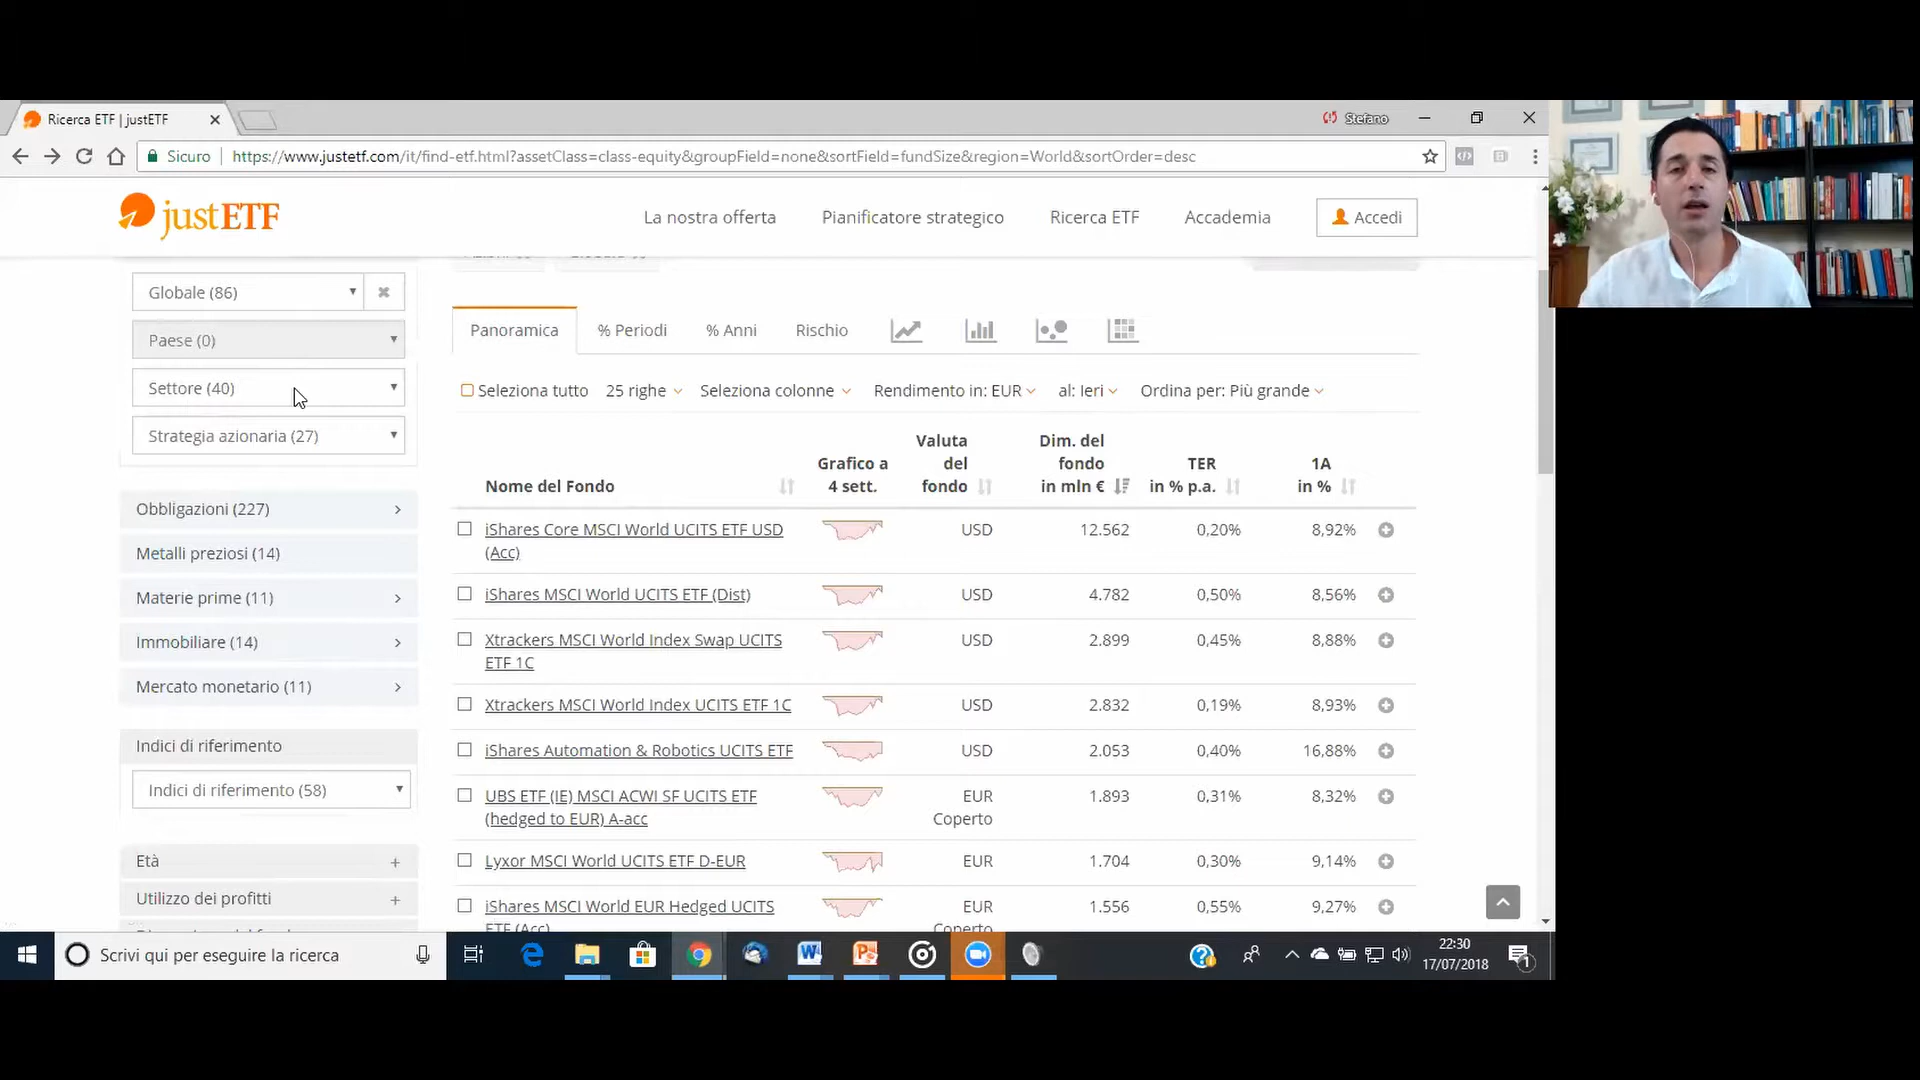 Ricerca ETF | justETF
Stefano
Sicuro
https://www.justetf.com/it/find-etf.html?assetClass=class-equity&groupField=none&sortField=fundSize&region=World&sortOrder=desc
justETF
La nostra offerta
Pianificatore strategico
Ricerca ETF
Accademia
Accedi
Globale (86)
Paese (0)
Settore (40)
Strategia azionaria (27)
Obbligazioni (227)
Metalli preziosi (14)
Materie prime (11)
Immobiliare (14)
Mercato monetario (11)
Indici di riferimento
Indici di riferimento (58)
Età
Utilizzo dei profitti
Panoramica
% Periodi
% Anni
Rischio
Seleziona tutto
25 righe
Seleziona colonne
Rendimento in: EUR
al: Ieri
Ordina per: Più grande
Nome del Fondo
Grafico a
4 sett.
Valuta
del
fondo
Dim. del
fondo
in mln €
TER
in % p.a.
1A
in %
iShares Core MSCI World UCITS ETF USD
(Acc)
USD
12.562
0,20%
8,92%
iShares MSCI World UCITS ETF (Dist)
USD
4.782
0,50%
8,56%
Xtrackers MSCI World Index Swap UCITS
ETF 1C
USD
2.899
0,45%
8,88%
Xtrackers MSCI World Index UCITS ETF 1C
USD
2.832
0,19%
8,93%
iShares Automation & Robotics UCITS ETF
USD
2.053
0,40%
16,88%
UBS ETF (IE) MSCI ACWI SF UCITS ETF
(hedged to EUR) A-acc
EUR
Coperto
1.893
0,31%
8,32%
Lyxor MSCI World UCITS ETF D-EUR
EUR
1.704
0,30%
9,14%
iShares MSCI World EUR Hedged UCITS
ETF (Acc)
EUR
Coperto
1.556
0,55%
9,27%
Scrivi qui per eseguire la ricerca
22:30
17/07/2018
1